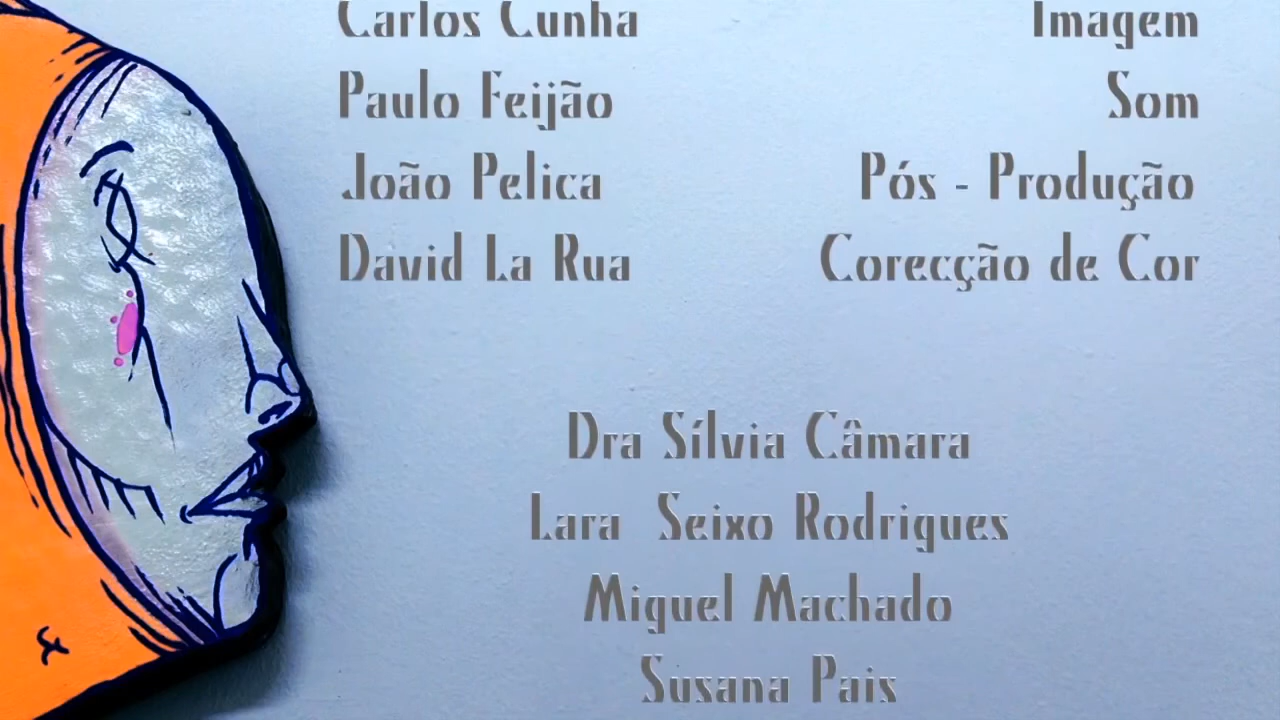 Carlos Cunha Imagem
Paulo Feijão Som
João Pelica Pós - Produção
David La Rua Corecção de Cor
Dra Sílvia Câmara
Lara Seixo Rodrigues
Miguel Machado
Susana Pais